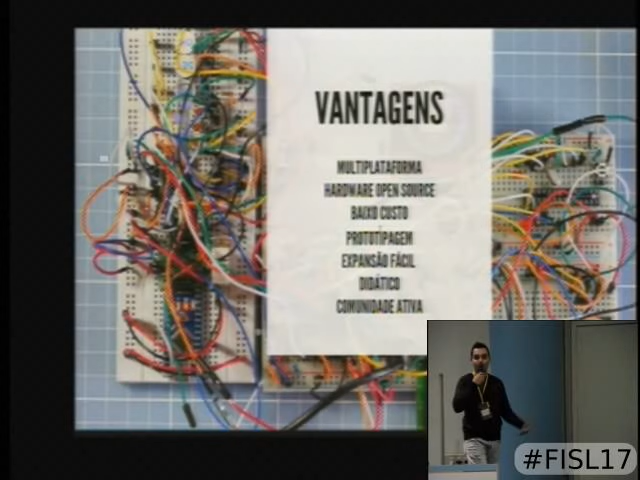 VANTAGENS
MULTIPLATAFORMA
HARDWARE OPEN SOURCE
BAIXO CUSTO
PROTOTIPAGEM
EXPANSÃO FÁCIL
DIDÁTICO
COMUNIDADE ATIVA
#FISL17